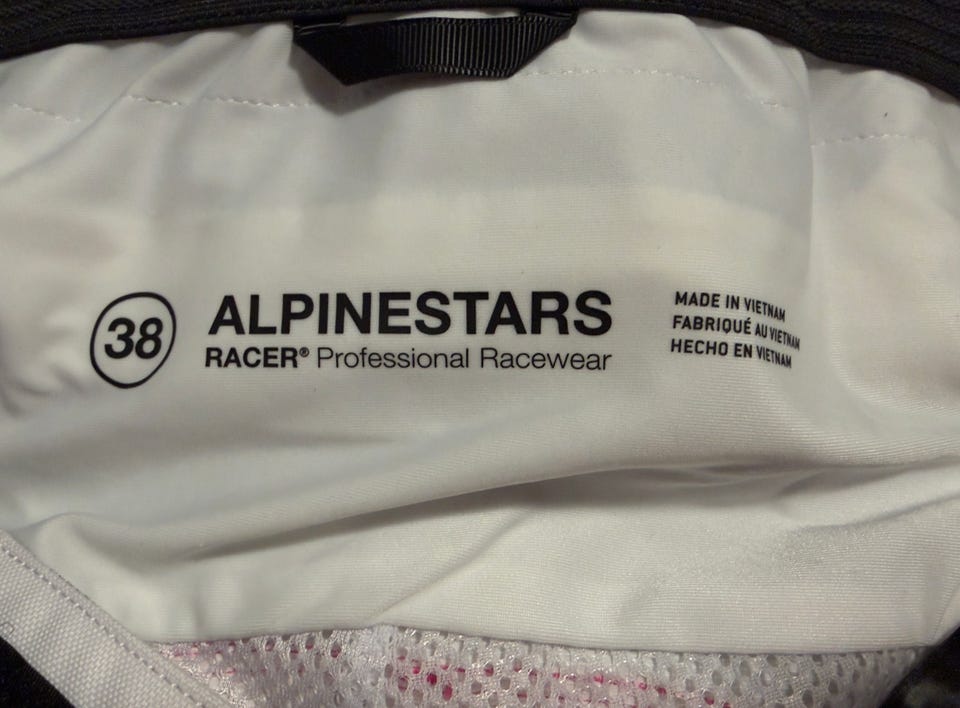 38
ALPINESTARS
RACER® Professional Racewear
MADE IN VIETNAM
FABRIQUÉ AU VIETNAM
HECHO EN VIETNAM